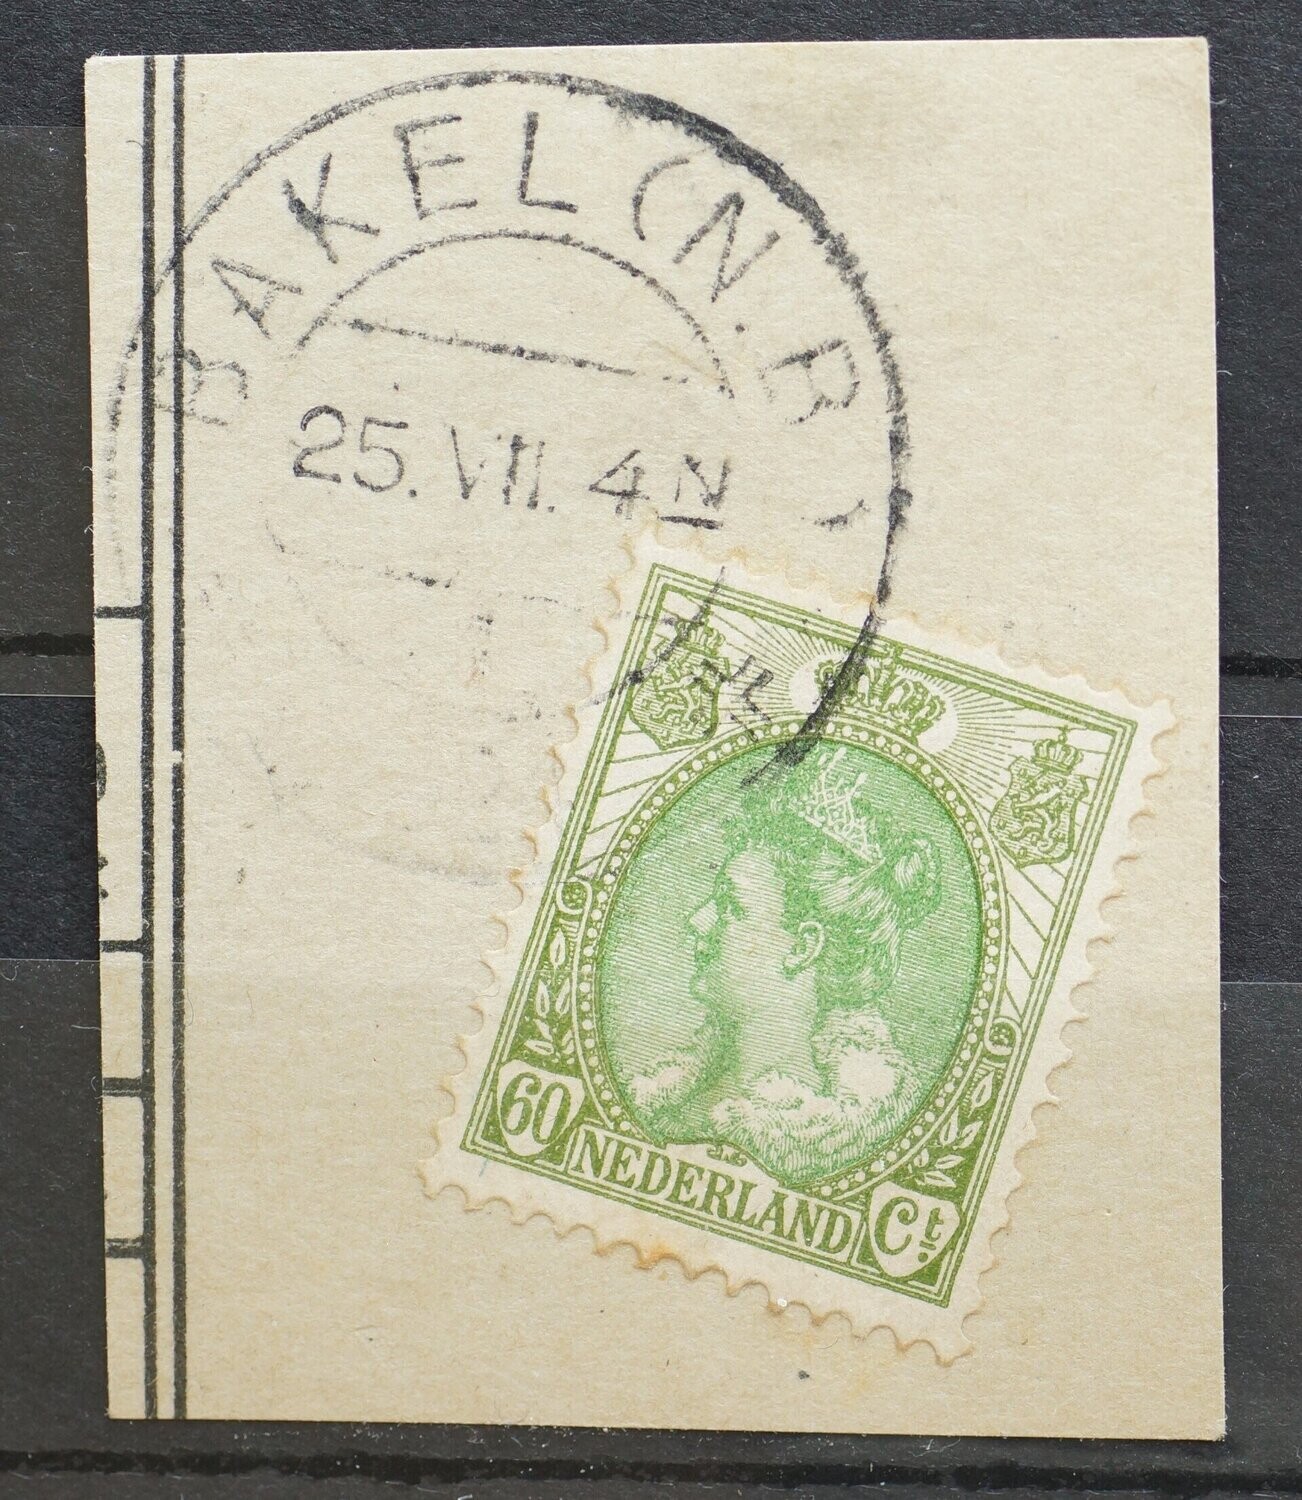 BAKEL (N.B)
25. VII. 4 N
60 NEDERLAND Ct.